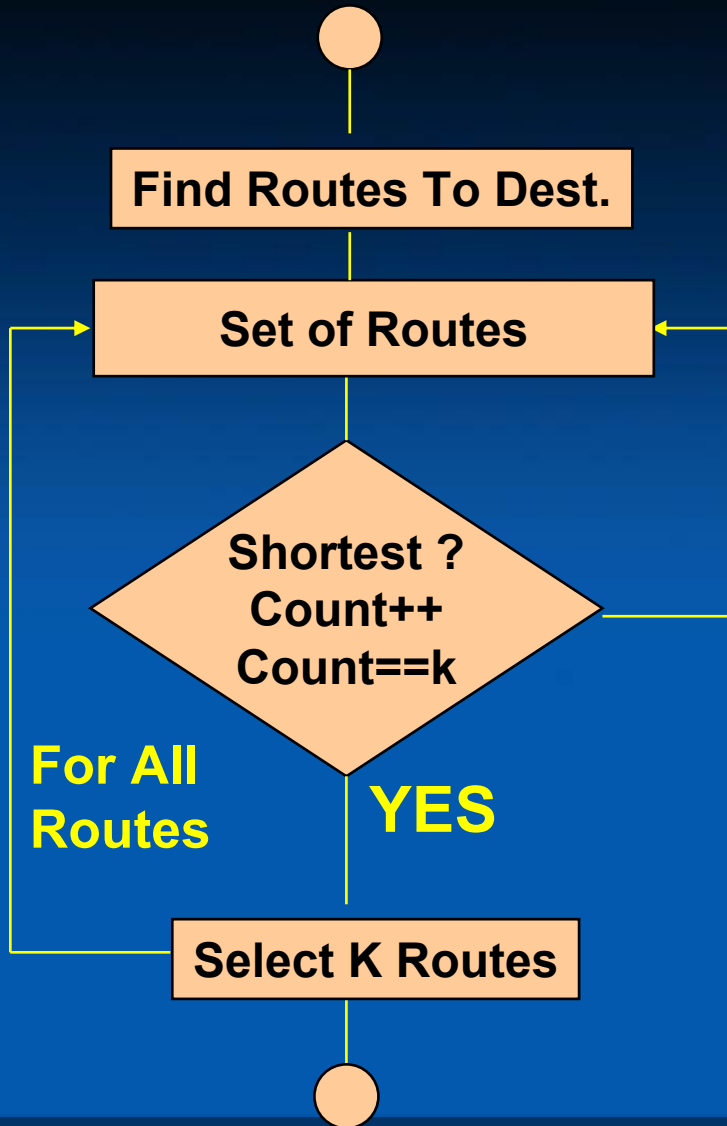 Find Routes To Dest.
Set of Routes
Shortest ?
Count++
Count==k
For All
Routes
YES
Select K Routes